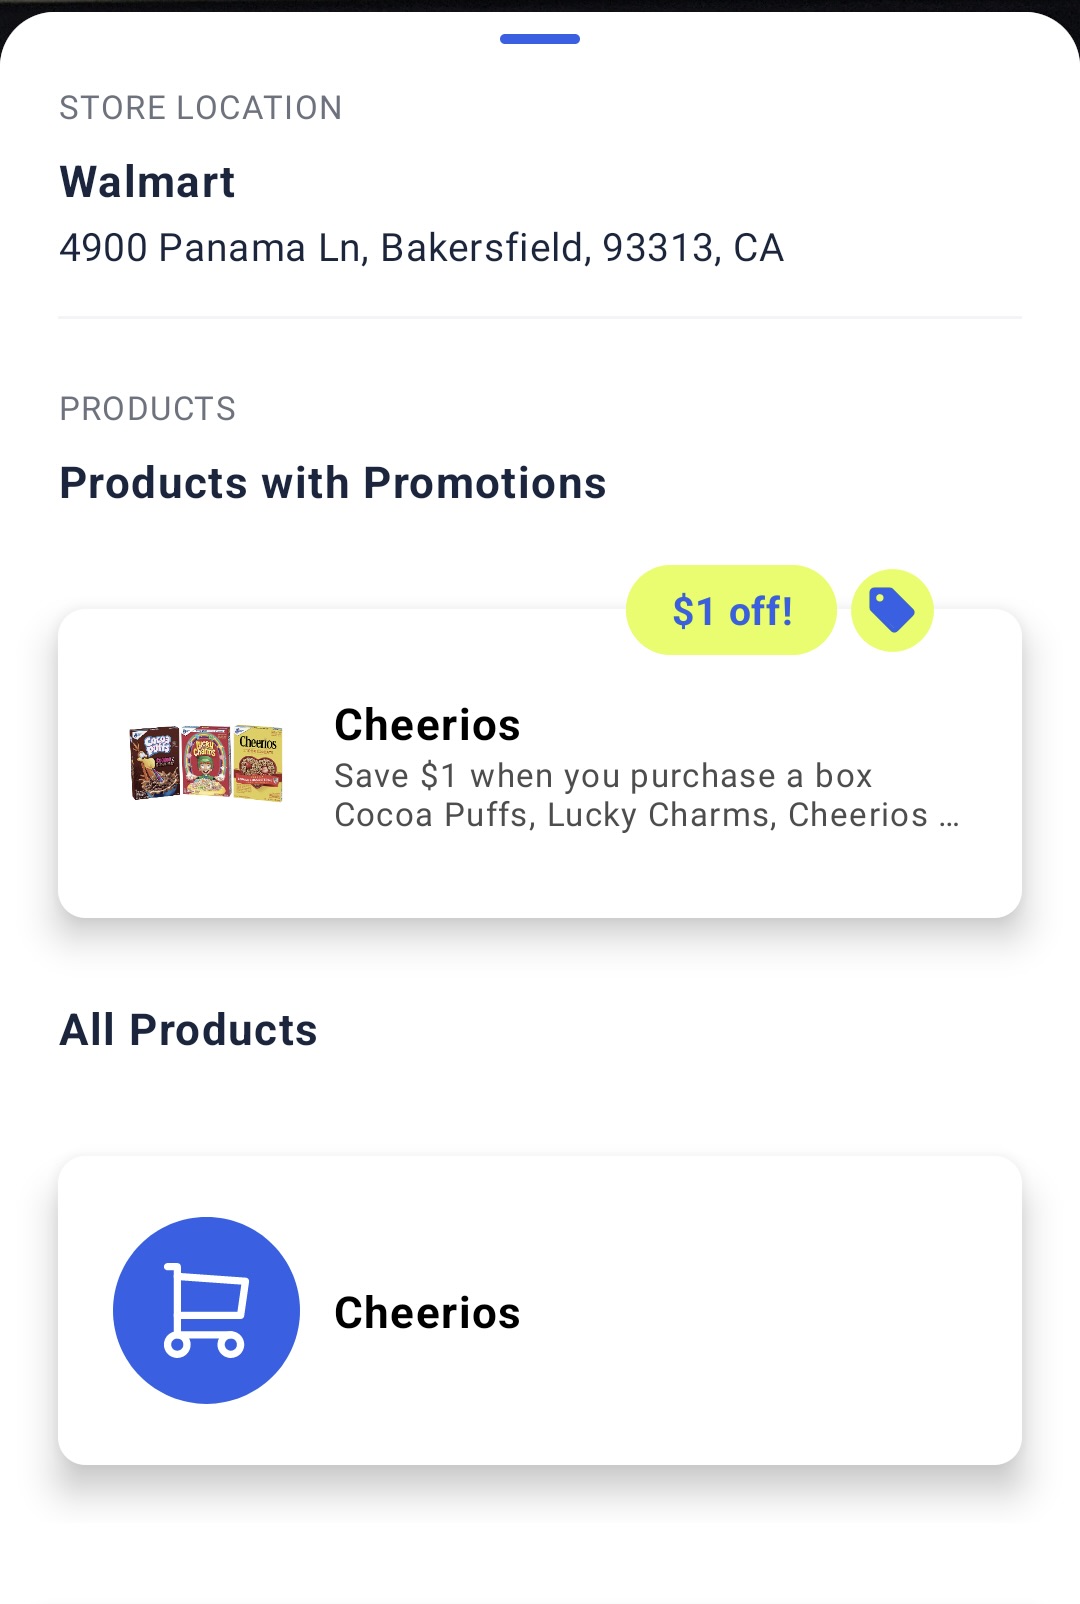 STORE LOCATION
Walmart
4900 Panama Ln, Bakersfield, 93313, CA
PRODUCTS
Products with Promotions
$1 off!
Cocoa Puffs
Lucky Charms
Cheerios
Cheerios
Save $1 when you purchase a box
Cocoa Puffs, Lucky Charms, Cheerios ...
All Products
Cheerios